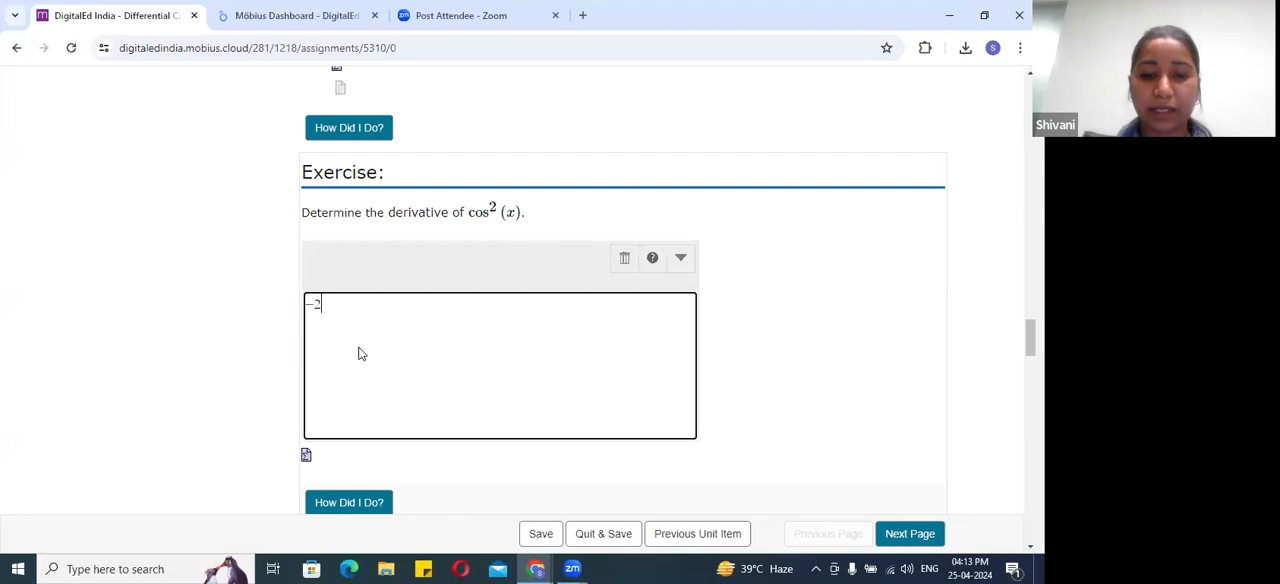 DigitalEd India - Differential C
Möbius Dashboard - DigitalEd
Post Attendee - Zoom
digitaledindia.mobius.cloud/281/1218/assignments/5310/0
S
Shivani
How Did I Do?
Exercise:
Determine the derivative of cos² (x).
−2
How Did I Do?
Save
Quit & Save
Previous Unit Item
Previous Page
Next Page
Type here to search
zm
39°C Haze
ENG
04:13 PM
25-04-2024
1